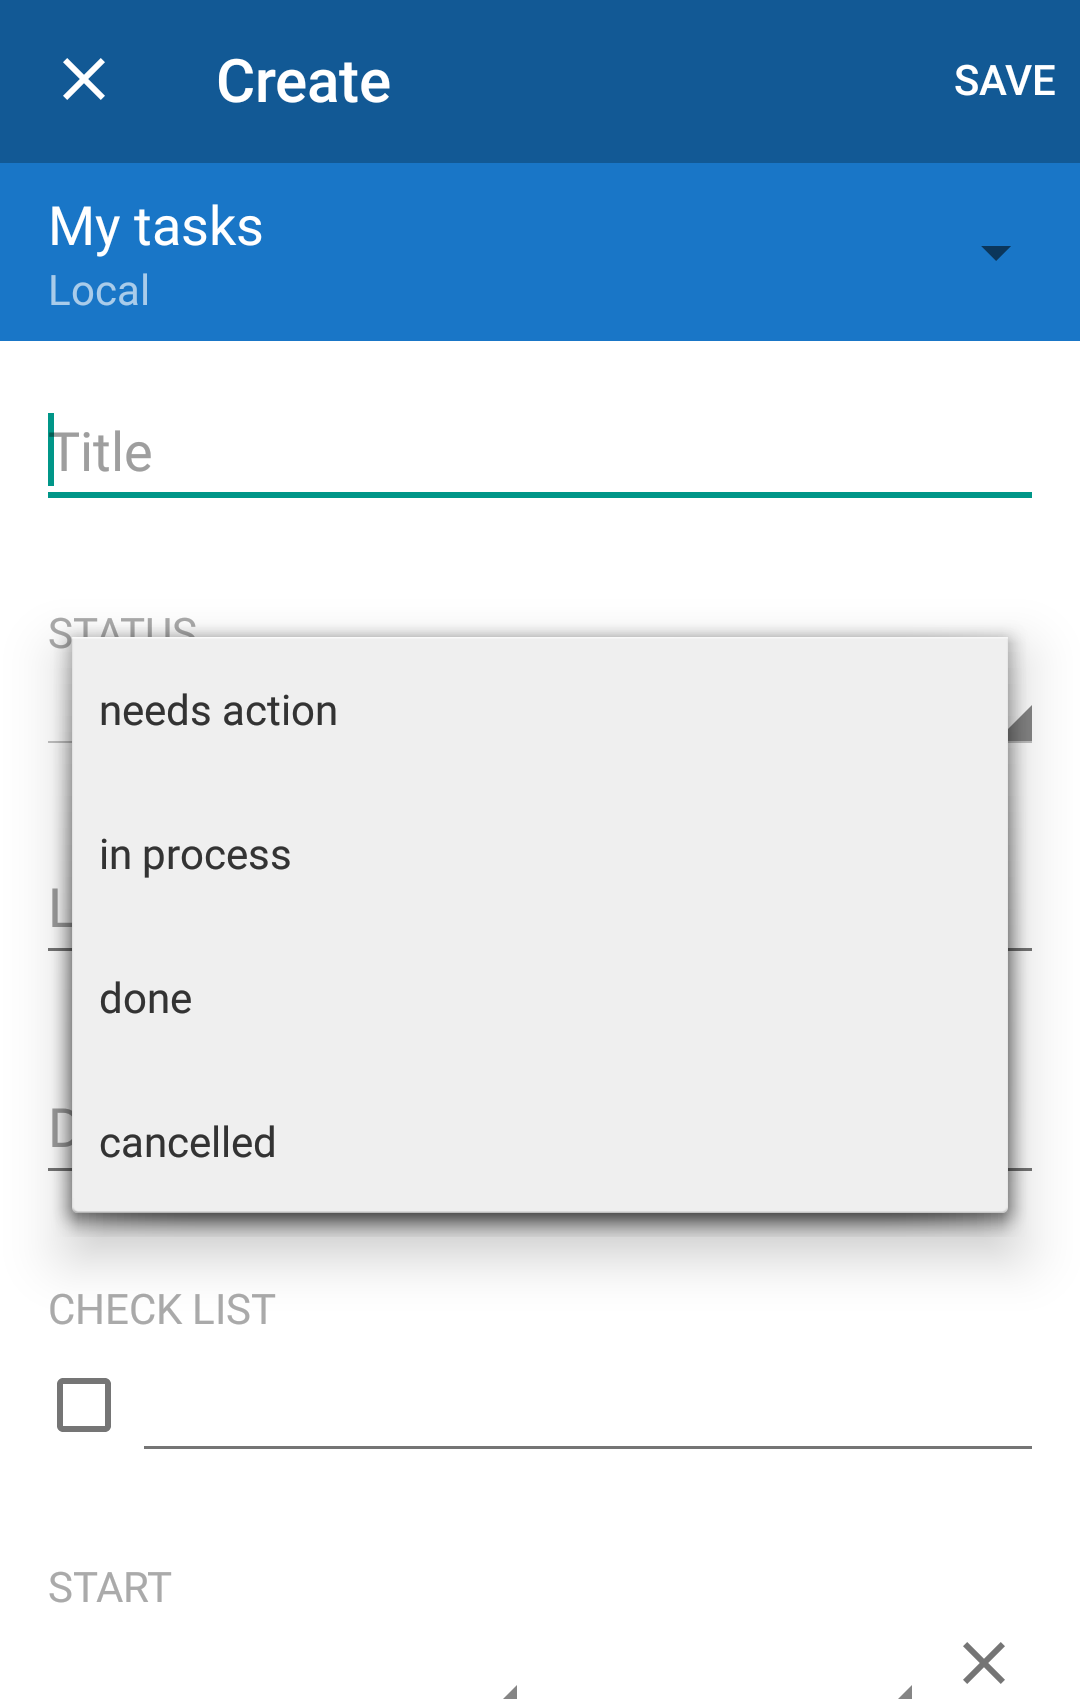 Create
SAVE
My tasks
Local
Title
STATUS
needs action
in process
done
cancelled
CHECK LIST
START